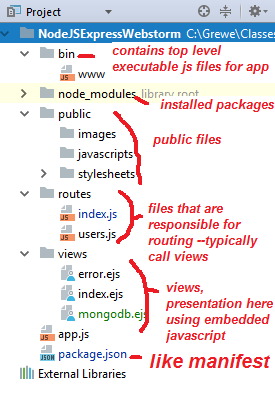 Project
NodeJSExpressWebstorm C:\Grewe\Classes
bin
contains top level
executable js files for app
www
node_modules library root
installed packages
public
images
public files
javascripts
stylesheets
routes
index.js
users.js
files that are
responsible for
routing --typically
call views
views
error.ejs
index.ejs
mongodb.ejs
views,
presentation here
using embedded
javascript
app.js
package.json
like manifest
External Libraries